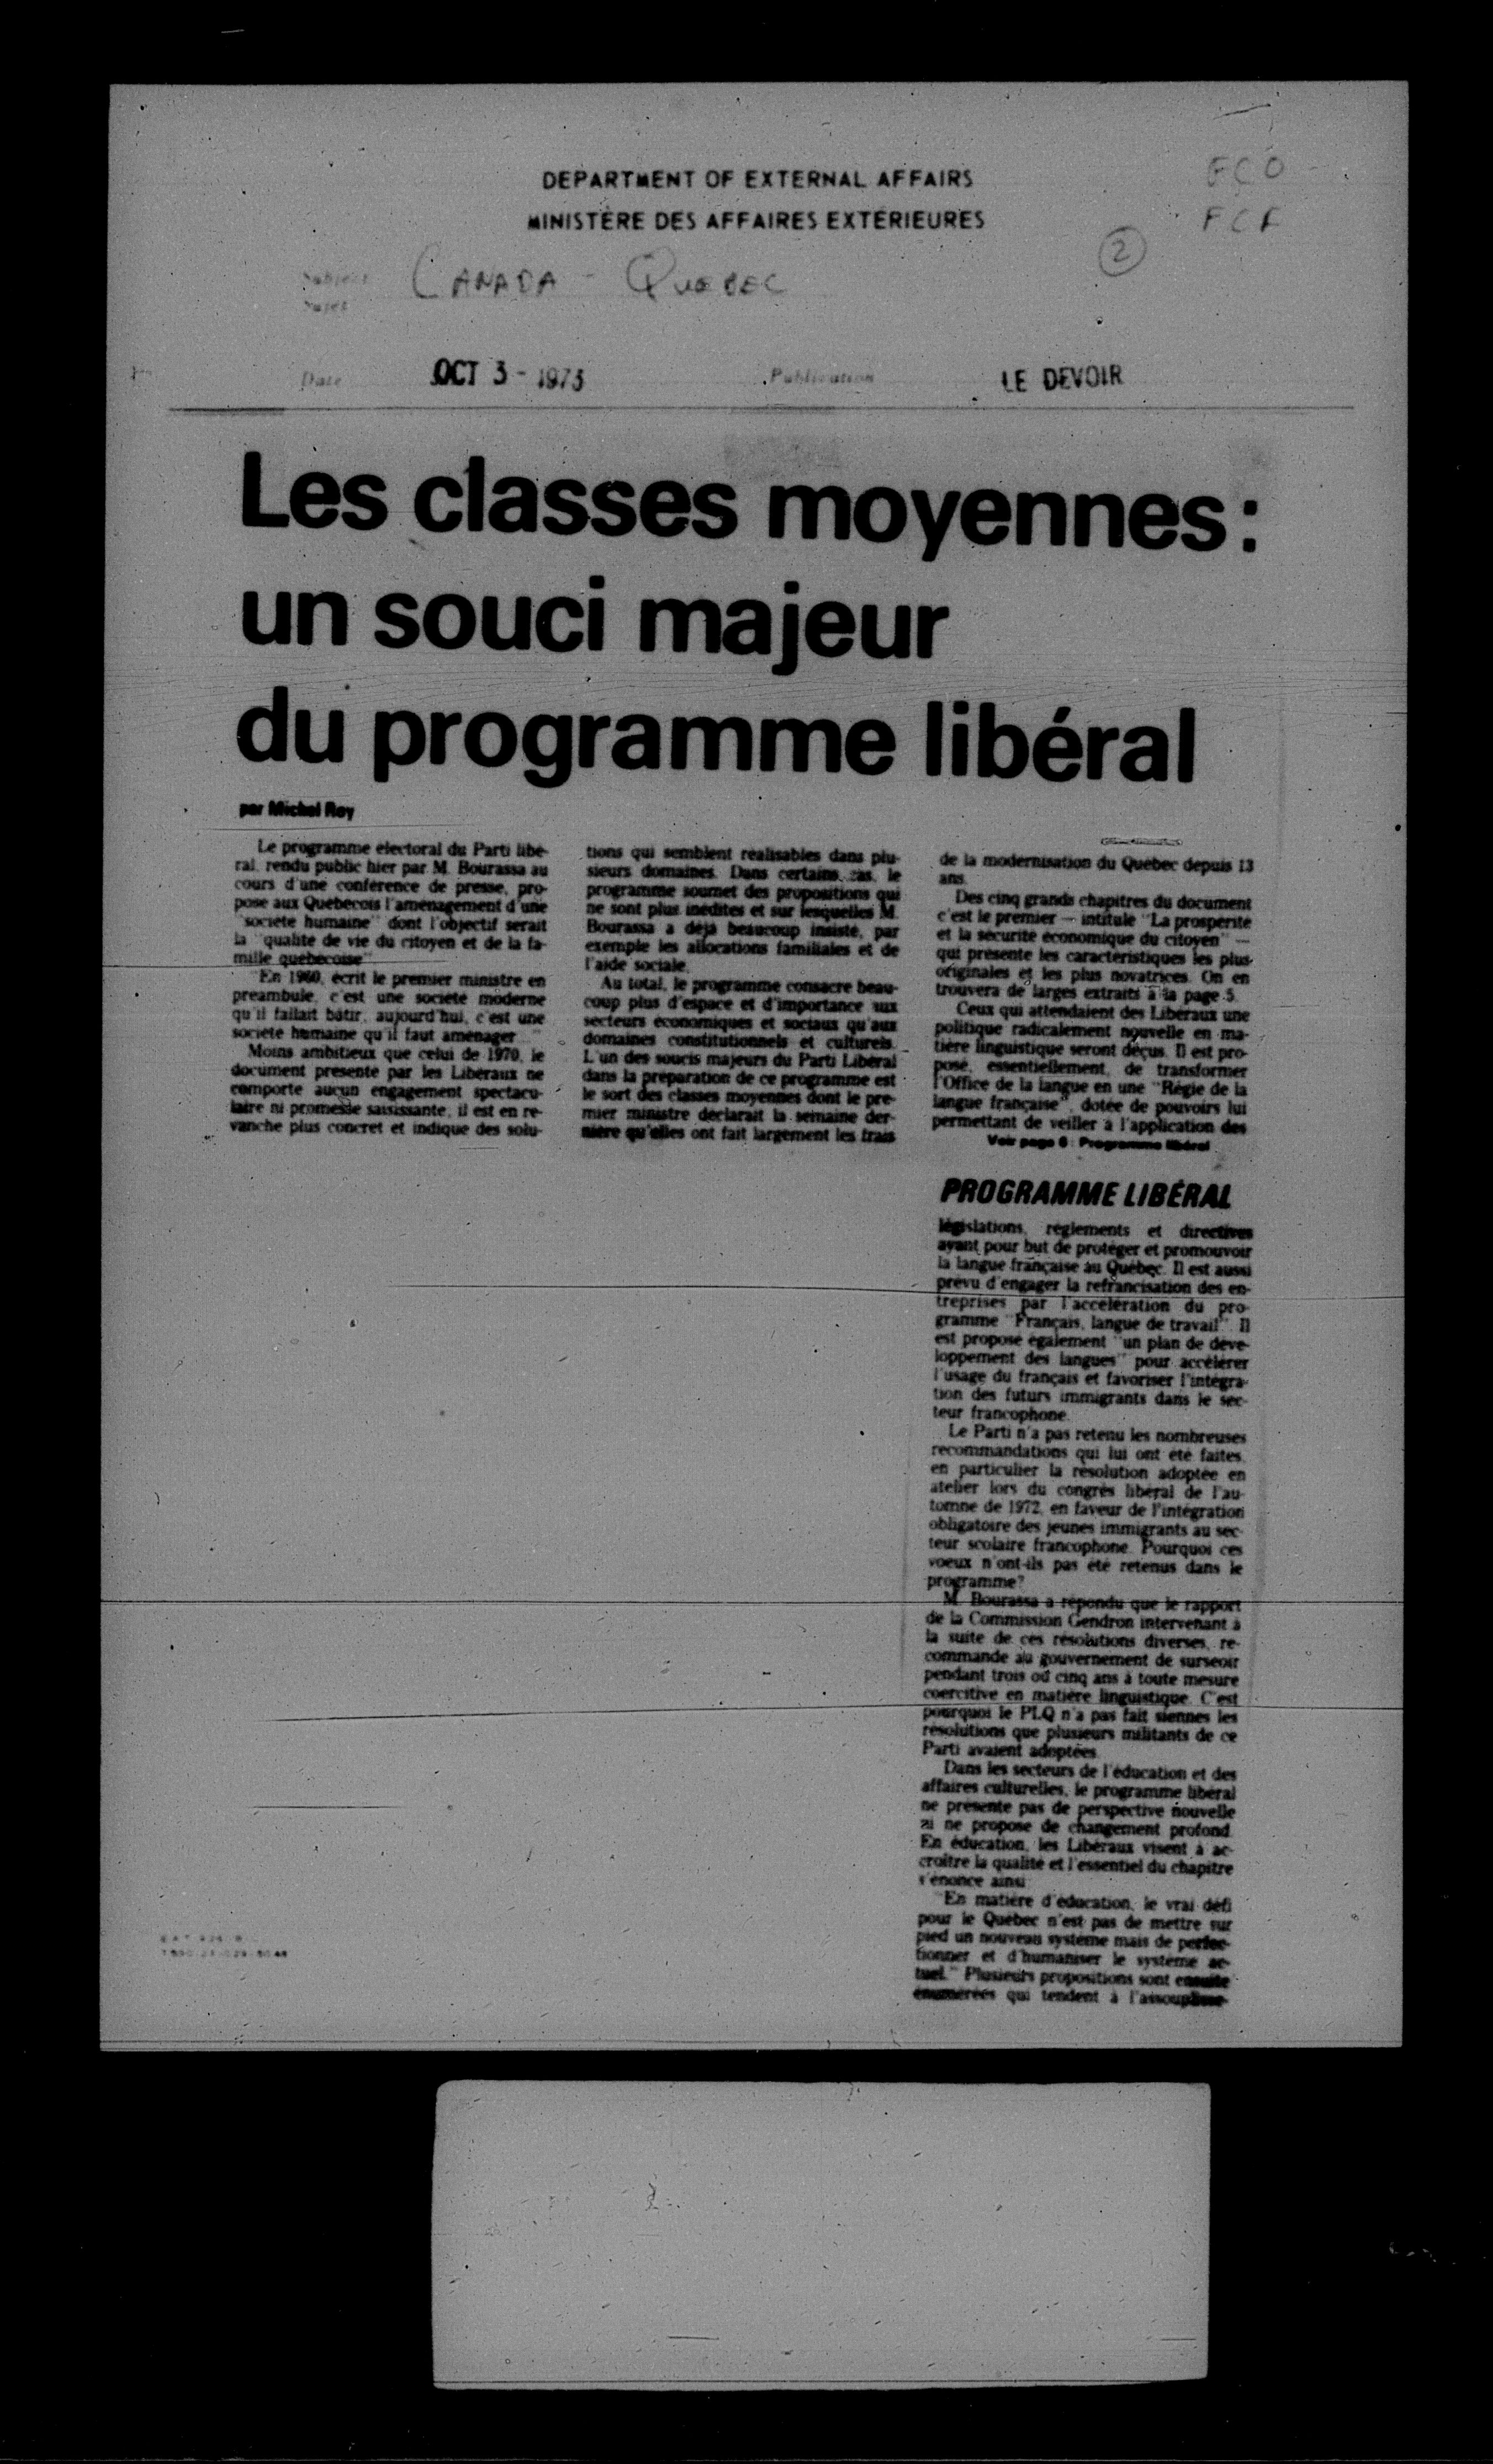 DEPARTMENT OF EXTERNAL AFFAIRS
MINISTÈRE DES AFFAIRES EXTÉRIEURES
FCO
FCF
2
Subject
Sujet
CANADA - QUEBEC
Date
OCT 3 - 1973
Publication
LE DEVOIR
Les classes moyennes:
un souci majeur
du programme libéral
par Michel Roy
Le programme électoral du Parti libé-
ral, rendu public hier par M. Bourassa au
cours d'une conférence de presse, pro-
pose aux Québécois l'aménagement d'une
"société humaine" dont l'objectif serait
la "qualité de vie du citoyen et de la fa-
mille québécoise".
"En 1960, écrit le premier ministre en
préambule, c'est une société moderne
qu'il fallait bâtir, aujourd'hui, c'est une
société humaine qu'il faut aménager..."
Moins ambitieux que celui de 1970, le
document présenté par les Libéraux ne
comporte aucun engagement spectacu-
laire ni promesse saisissante; il est en re-
vanche plus concret et indique des solu-
tions qui semblent réalisables dans plu-
sieurs domaines. Dans certains cas, le
programme soumet des propositions qui
ne sont plus inédites et sur lesquelles M.
Bourassa a déjà beaucoup insisté, par
exemple les allocations familiales et de
l'aide sociale.
Au total, le programme consacre beau-
coup plus d'espace et d'importance aux
secteurs économiques et sociaux qu'aux
domaines constitutionnels et culturels.
L'un des soucis majeurs du Parti Libéral
dans la préparation de ce programme est
le sort des classes moyennes dont le pre-
mier ministre déclarait la semaine der-
nière qu'elles ont fait largement les frais
de la modernisation du Québec depuis 13
ans.
Des cinq grands chapitres du document
c'est le premier — intitulé "La prospérité
et la sécurité économique du citoyen" —
qui présente les caractéristiques les plus
originales et les plus novatrices. On en
trouvera de larges extraits à la page 5.
Ceux qui attendaient des Libéraux une
politique radicalement nouvelle en ma-
tière linguistique seront déçus. Il est pro-
posé, essentiellement, de transformer
l'Office de la langue en une "Régie de la
langue française", dotée de pouvoirs lui
permettant de veiller à l'application des
Voir page 6 : Programme libéral
PROGRAMME LIBÉRAL
législations, règlements et directives
ayant pour but de protéger et promouvoir
la langue française au Québec. Il est aussi
prévu d'engager la refrancisation des en-
treprises par l'accélération du pro-
gramme "Français, langue de travail". Il
est proposé également "un plan de déve-
loppement des langues" pour accélérer
l'usage du français et favoriser l'intégra-
tion des futurs immigrants dans le sec-
teur francophone.
Le Parti n'a pas retenu les nombreuses
recommandations qui lui ont été faites,
en particulier la résolution adoptée en
atelier lors du congrès libéral de l'au-
tomne de 1972, en faveur de l'intégration
obligatoire des jeunes immigrants au sec-
teur scolaire francophone. Pourquoi ces
voeux n'ont-ils pas été retenus dans le
programme?
M. Bourassa a répondu que le rapport
de la Commission Gendron intervenant à
la suite de ces résolutions diverses, re-
commande au gouvernement de surseoir
pendant trois ou cinq ans à toute mesure
coercitive en matière linguistique. C'est
pourquoi le PLQ n'a pas fait siennes les
résolutions que plusieurs militants de ce
Parti avaient adoptées.
Dans les secteurs de l'éducation et des
affaires culturelles, le programme libéral
ne présente pas de perspective nouvelle
ni ne propose de changement profond.
En éducation, les Libéraux visent à ac-
croître la qualité et l'essentiel du chapitre
s'énonce ainsi:
"En matière d'éducation, le vrai défi
pour le Québec n'est pas de mettre sur
pied un nouveau système mais de perfec-
tionner et d'humaniser le système ac-
tuel." Plusieurs propositions sont ensuite
énumérées qui tendent à l'assouplisse-